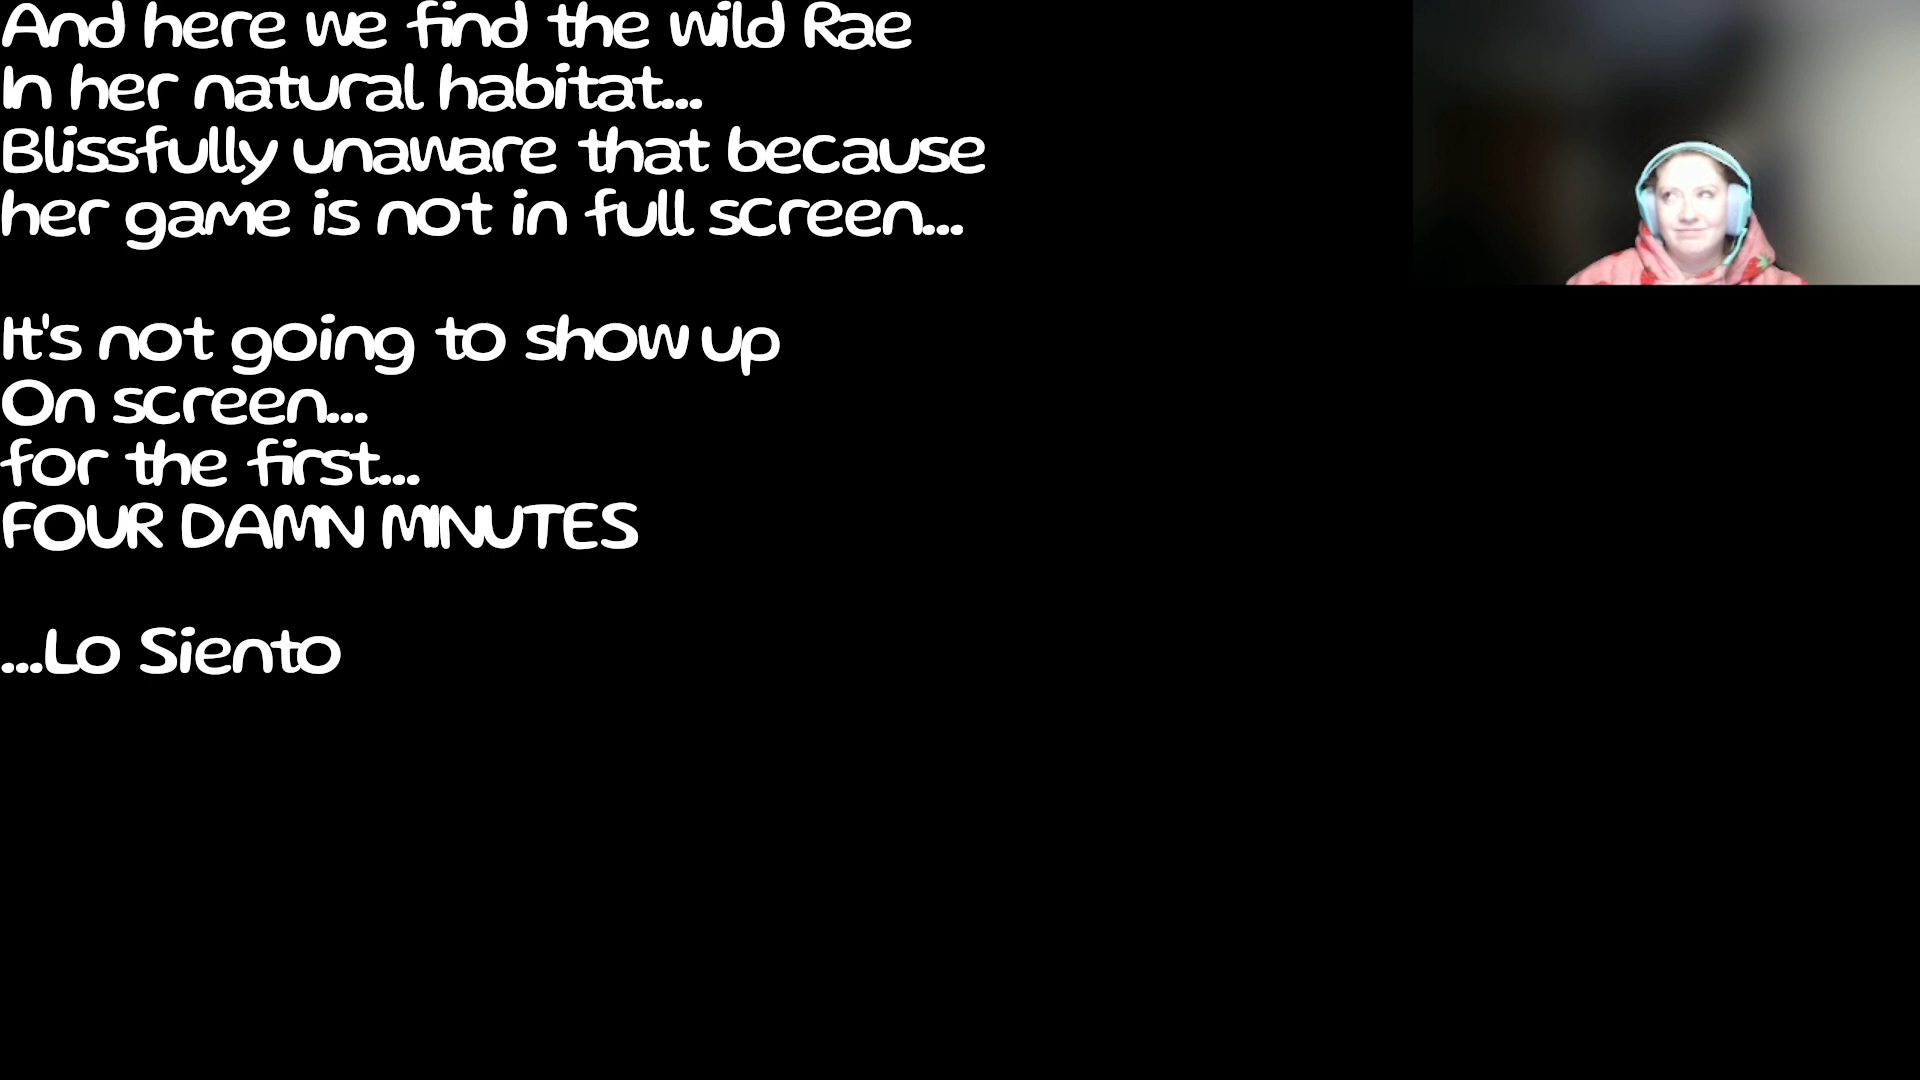 And here we find the wild Rae
In her natural habitat...
Blissfully unaware that because
her game is not in full screen...
It's not going to show up
On screen...
for the first...
FOUR DAMN MINUTES
...Lo Siento